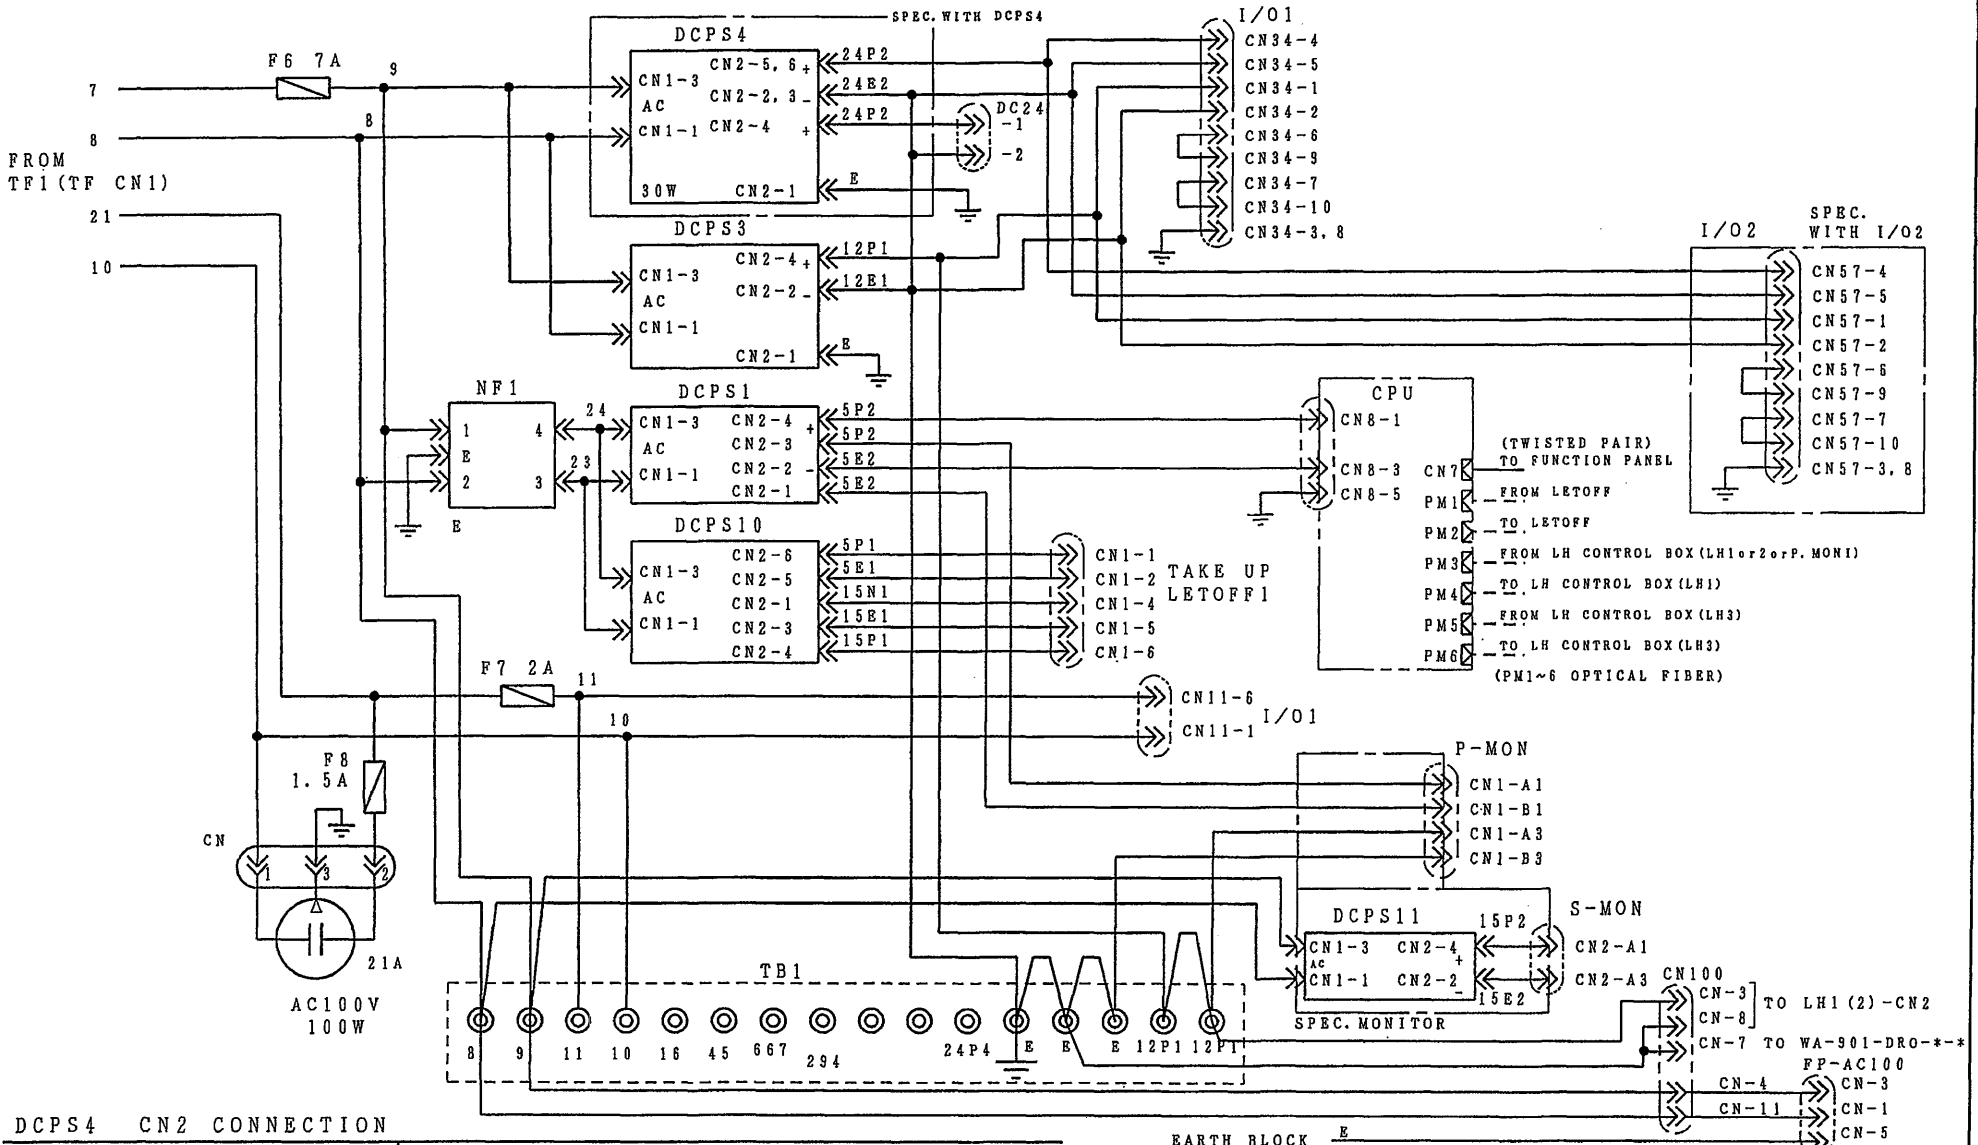 FROM
TF1(TF CN1)
7
8
21
10
F6 7A
9
8
SPEC. WITH DCPS4
DCPS4
CN1-3
AC
CN1-1
30W
CN2-5, 6 +
CN2-2, 3 -
CN2-4 +
CN2-1
24P2
24E2
24P2
E
DC24
-1
-2
I/O1
CN34-4
CN34-5
CN34-1
CN34-2
CN34-6
CN34-9
CN34-7
CN34-10
CN34-3, 8
DCPS3
CN1-3
AC
CN1-1
CN2-4 +
CN2-2 -
CN2-1
12P1
12E1
E
I/O2
SPEC.
WITH I/O2
CN57-4
CN57-5
CN57-1
CN57-2
CN57-6
CN57-9
CN57-7
CN57-10
CN57-3, 8
NF1
1
E
2
4
3
E
24
23
DCPS1
CN1-3
AC
CN1-1
CN2-4 +
CN2-3
CN2-2 -
CN2-1
5P2
5P2
5E2
5E2
CPU
CN8-1
CN8-3
CN8-5
CN7
PM1
PM2
PM3
PM4
PM5
PM6
(TWISTED PAIR)
TO FUNCTION PANEL
FROM LETOFF
TO LETOFF
FROM LH CONTROL BOX(LH1or2orP. MONI)
TO LH CONTROL BOX(LH1)
FROM LH CONTROL BOX(LH3)
TO LH CONTROL BOX(LH3)
(PM1~6 OPTICAL FIBER)
DCPS10
CN1-3
AC
CN1-1
CN2-6
CN2-5
CN2-1
CN2-3
CN2-4
5P1
5E1
15N1
15E1
15P1
CN1-1
CN1-2
CN1-4
CN1-5
CN1-6
TAKE UP
LETOFF1
F7 2A
11
10
CN11-6
CN11-1
I/O1
F8
1.5A
CN
1
3
2
21A
AC100V
100W
P-MON
CN1-A1
CN1-B1
CN1-A3
CN1-B3
DCPS11
CN1-3
AC
CN1-1
CN2-4 +
CN2-2 -
15P2
15E2
S-MON
CN2-A1
CN2-A3
SPEC. MONITOR
TB1
8
9
11
10
16
45
667
294
24P4
E
E
E
12P1
12P1
CN100
CN-3
CN-8
TO LH1(2)-CN2
CN-7 TO WA-901-DRO-*-*
FP-AC100
CN-4
CN-3
CN-11
CN-1
CN-5
EARTH BLOCK E
DCPS4 CN2 CONNECTION